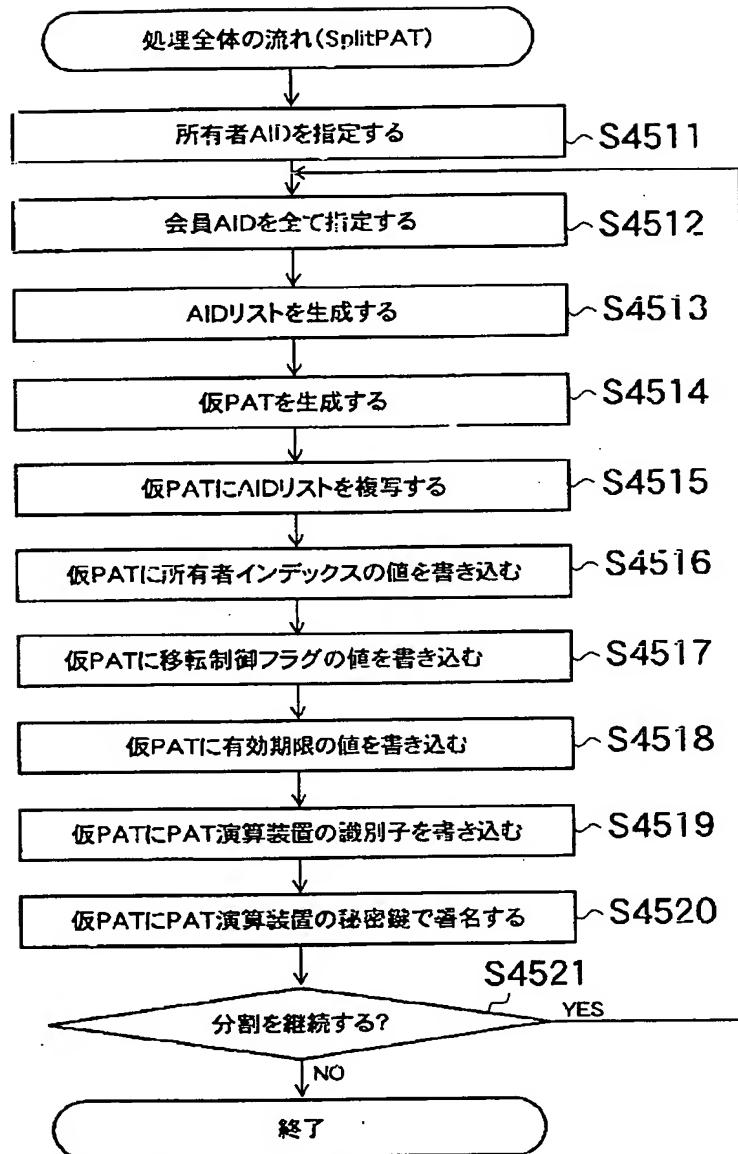 処理全体の流れ(SplitPAT)
所有者AIDを指定する
S4511
会員AIDを全て指定する
S4512
AIDリストを生成する
S4513
仮PATを生成する
S4514
仮PATにAIDリストを複写する
S4515
仮PATに所有者インデックスの値を書き込む
S4516
仮PATに移転制御フラグの値を書き込む
S4517
仮PATに有効期限の値を書き込む
S4518
仮PATにPAT演算装置の識別子を書き込む
S4519
仮PATにPAT演算装置の秘密鍵で署名する
S4520
S4521
分割を継続する?
YES
NO
終了